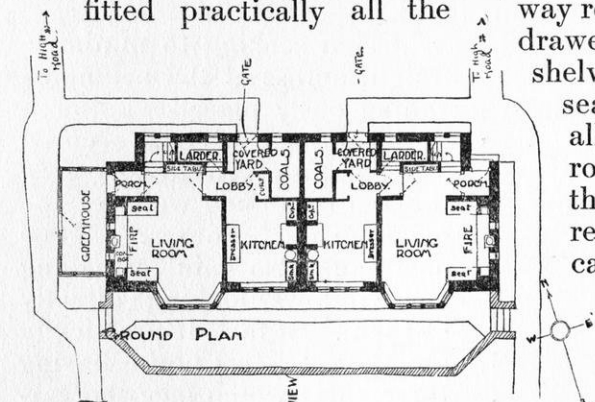 fitted practically all the
way re
drawe
shelv
sea
al
ro
th
re
ca
To High
Road.
To High
Road
GATE
GATE.
LARDER.
COVERED
YARD
COALS.
COALS.
COVERED
YARD
LARDER.
SIDE TABLE
SIDE TABLE
PORCH.
LOBBY.
LOBBY.
PORCH.
GREENHOUSE
Seat
FIRE
Seat
LIVING
ROOM
Dresser
KITCHEN
KITCHEN
Dresser
LIVING
ROOM
Seat
FIRE
Seat
GROUND PLAN
VIEW
N
W
E